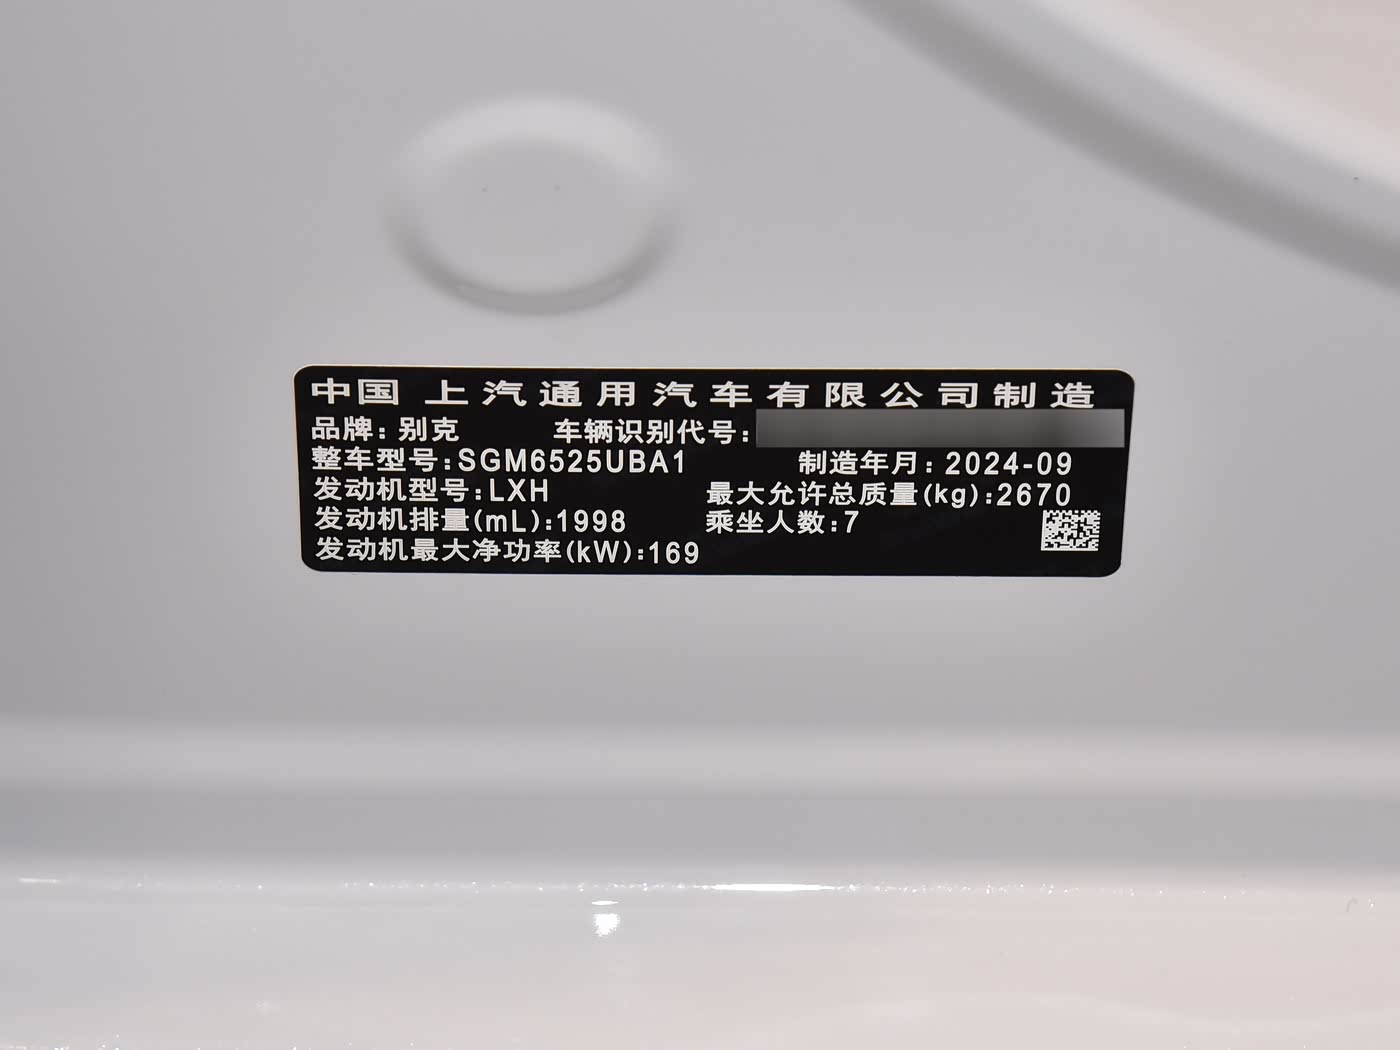 中国 上汽通用汽车有限公司制造
品牌:别克 车辆识别代号:
整车型号:SGM6525UBA1 制造年月:2024-09
发动机型号:LXH 最大允许总质量(kg):2670
发动机排量(mL):1998 乘坐人数:7
发动机最大净功率(kW):169